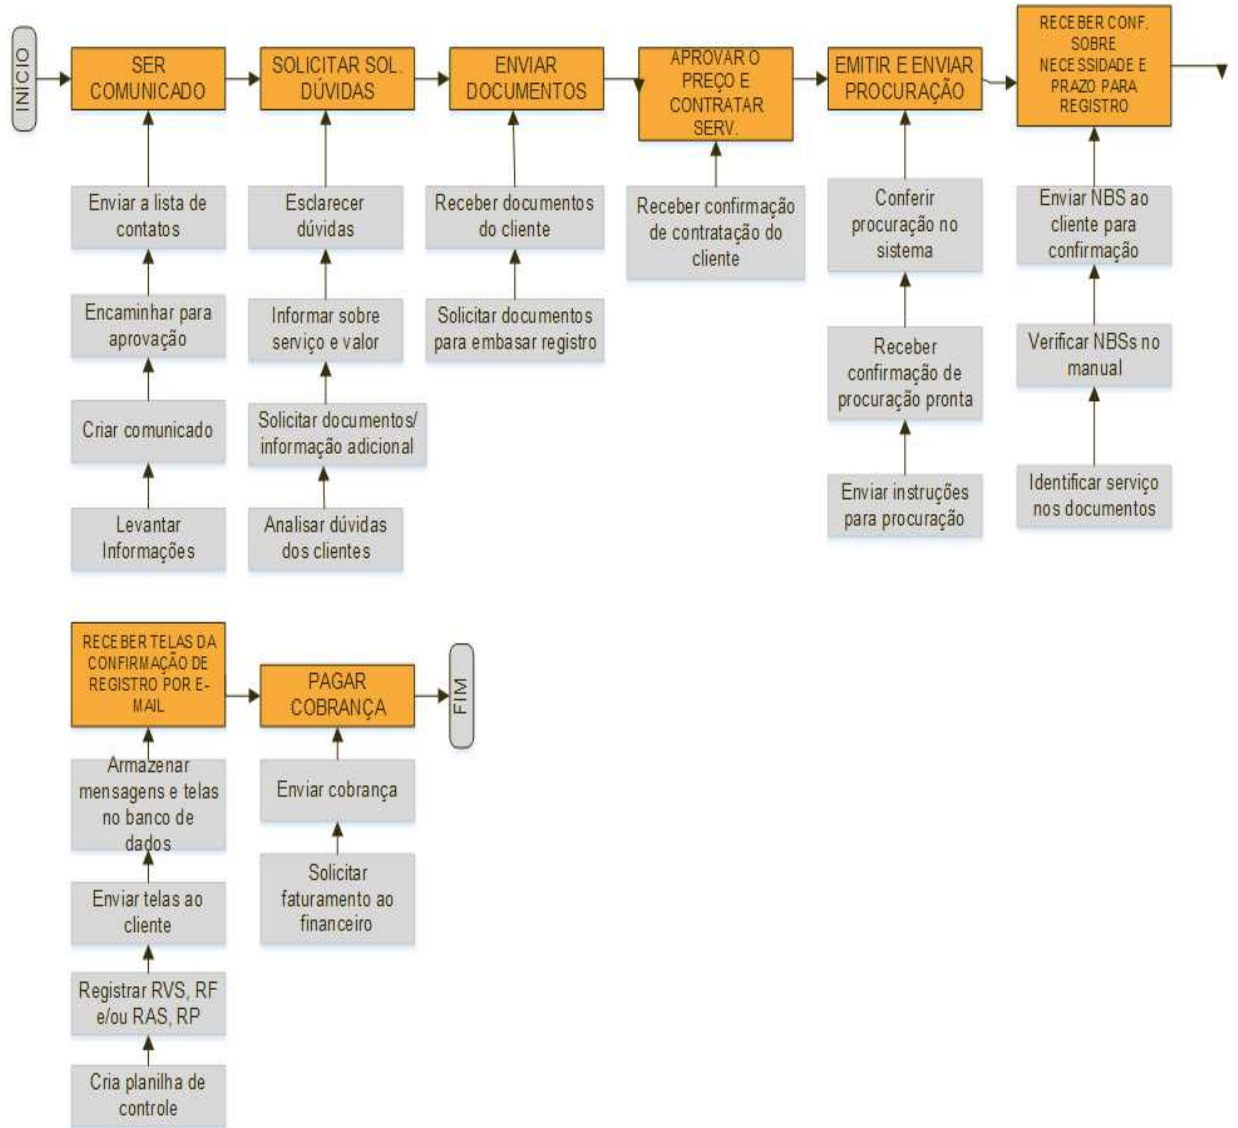 INÍCIO
SER
COMUNICADO
SOLICITAR SOL.
DÚVIDAS
ENVIAR
DOCUMENTOS
APROVAR O
PREÇO E
CONTRATAR
SERV.
EMITIR E ENVIAR
PROCURAÇÃO
RECEBER CONF.
SOBRE
NECESSIDADE E
PRAZO PARA
REGISTRO
Enviar a lista de
contatos
Encaminhar para
aprovação
Criar comunicado
Levantar
Informações
Esclarecer
dúvidas
Informar sobre
serviço e valor
Solicitar documentos/
informação adicional
Analisar dúvidas
dos clientes
Receber documentos
do cliente
Solicitar documentos
para embasar registro
Receber confirmação
de contratação do
cliente
Conferir
procuração no
sistema
Receber
confirmação de
procuração pronta
Enviar instruções
para procuração
Enviar NBS ao
cliente para
confirmação
Verificar NBSs no
manual
Identificar serviço
nos documentos
RECEBER TELAS DA
CONFIRMAÇÃO DE
REGISTRO POR E-
MAIL
PAGAR
COBRANÇA
FIM
Armazenar
mensagens e telas
no banco de
dados
Enviar telas ao
cliente
Registrar RVS, RF
e/ou RAS, RP
Cria planilha de
controle
Enviar cobrança
Solicitar
faturamento ao
financeiro